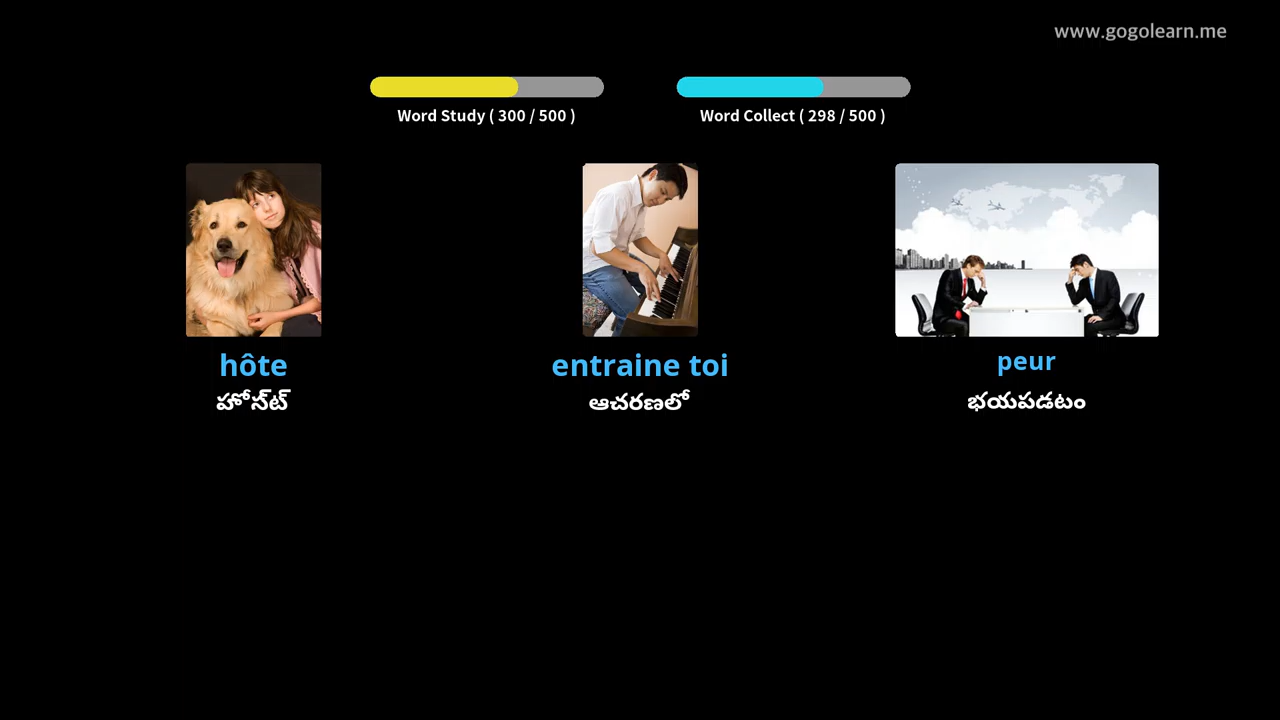 www.gogolearn.me
Word Study ( 300 / 500 )
Word Collect ( 298 / 500 )
hôte
entraine toi
peur
హోస్ట్
ఆచరణలో
భయపడటం